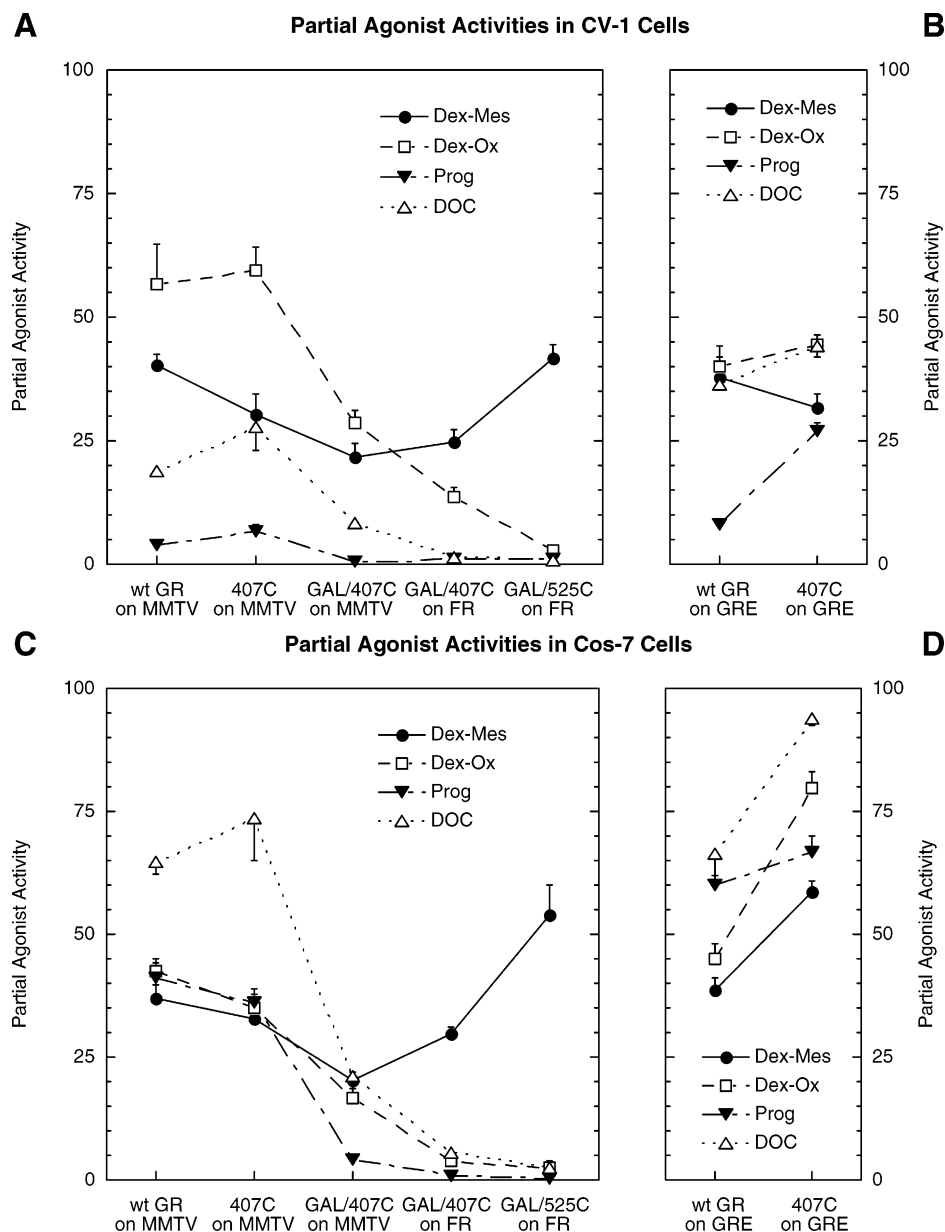 A
Partial Agonist Activities in CV-1 Cells
B
100
75
50
25
0
Partial Agonist Activity
Dex-Mes
Dex-Ox
Prog
DOC
wt GR
on MMTV
407C
on MMTV
GAL/407C
on MMTV
GAL/407C
on FR
GAL/525C
on FR
Dex-Mes
Dex-Ox
Prog
DOC
100
75
50
25
0
Partial Agonist Activity
wt GR
on GRE
407C
on GRE
C
Partial Agonist Activities in Cos-7 Cells
D
100
75
50
25
0
Partial Agonist Activity
Dex-Mes
Dex-Ox
Prog
DOC
wt GR
on MMTV
407C
on MMTV
GAL/407C
on MMTV
GAL/407C
on FR
GAL/525C
on FR
100
75
50
25
0
Partial Agonist Activity
Dex-Mes
Dex-Ox
Prog
DOC
wt GR
on GRE
407C
on GRE